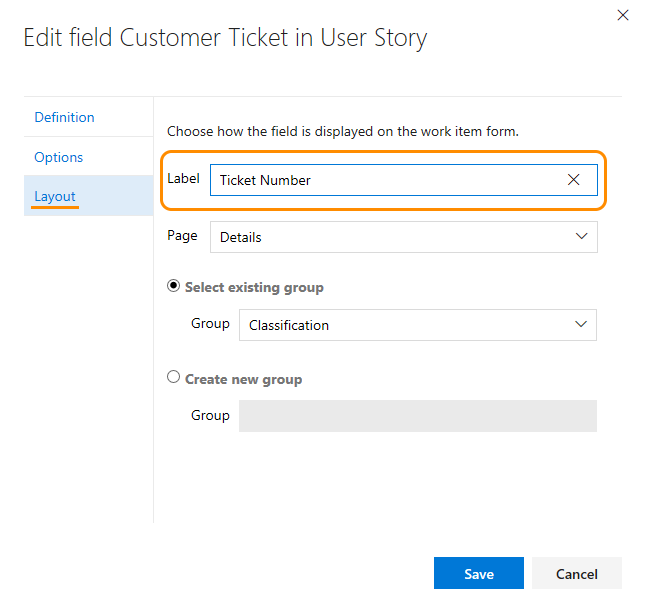 Edit field Customer Ticket in User Story
Definition
Options
Layout
Choose how the field is displayed on the work item form.
Label Ticket Number
Page Details
Select existing group
Group Classification
Create new group
Group
Save Cancel